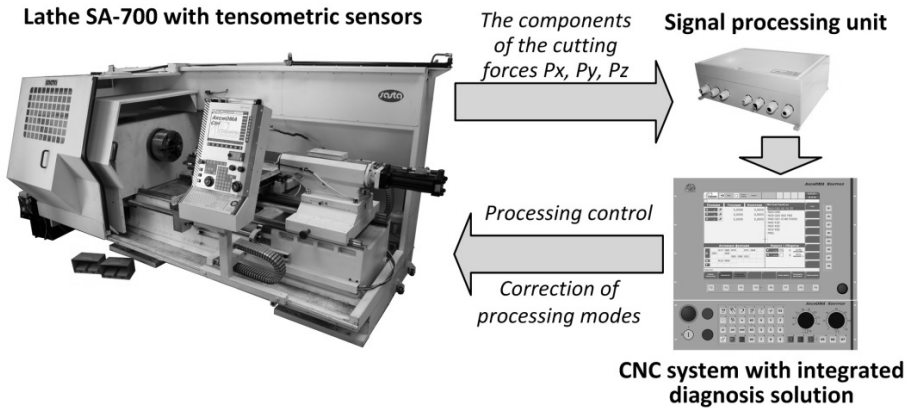 Lathe SA-700 with tensometric sensors
The components
of the cutting
forces Px, Py, Pz
Signal processing unit
sasta
Processing control
Correction of
processing modes
CNC system with integrated
diagnosis solution